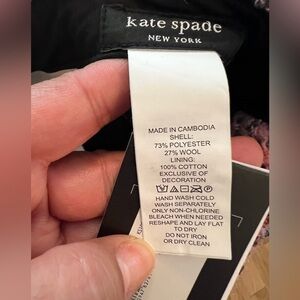 kate spade
NEW YORK
MADE IN CAMBODIA
SHELL:
73% POLYESTER
27% WOOL
LINING:
100% COTTON
EXCLUSIVE OF
DECORATION
HAND WASH COLD
WASH SEPARATELY
ONLY NON-CHLORINE
BLEACH WHEN NEEDED
RESHAPE AND LAY FLAT
TO DRY
DO NOT IRON
OR DRY CLEAN